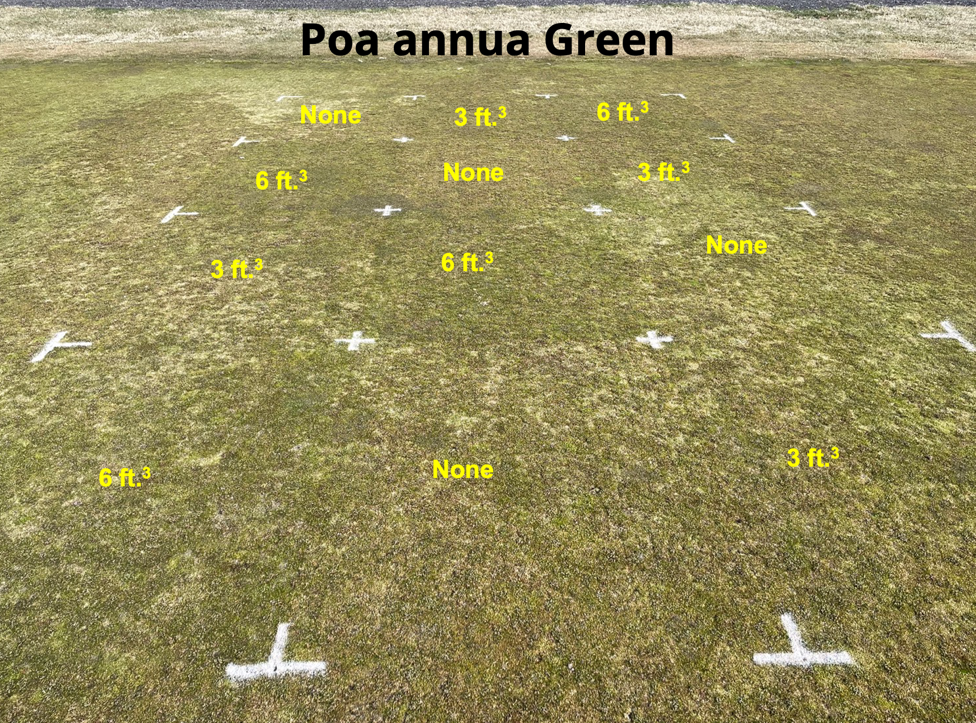 Poa annua Green
None 3 ft.³ 6 ft.³
6 ft.³ None 3 ft.³
3 ft.³ 6 ft.³ None
6 ft.³ None 3 ft.³